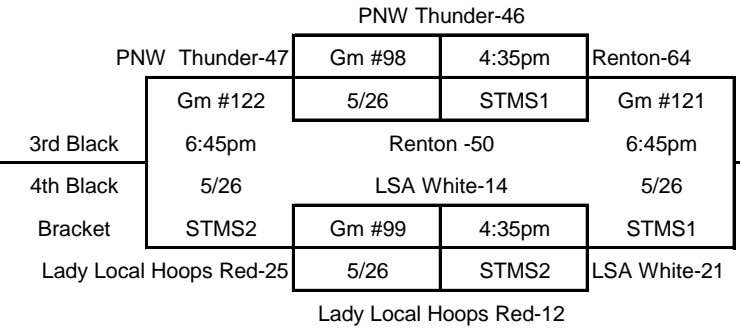 PNW Thunder-46
PNW Thunder-47 Gm #98 4:35pm Renton-64
Gm #122 5/26 STMS1 Gm #121
3rd Black 6:45pm Renton -50 6:45pm
4th Black 5/26 LSA White-14 5/26
Bracket STMS2 Gm #99 4:35pm STMS1
Lady Local Hoops Red-25 5/26 STMS2 LSA White-21
Lady Local Hoops Red-12